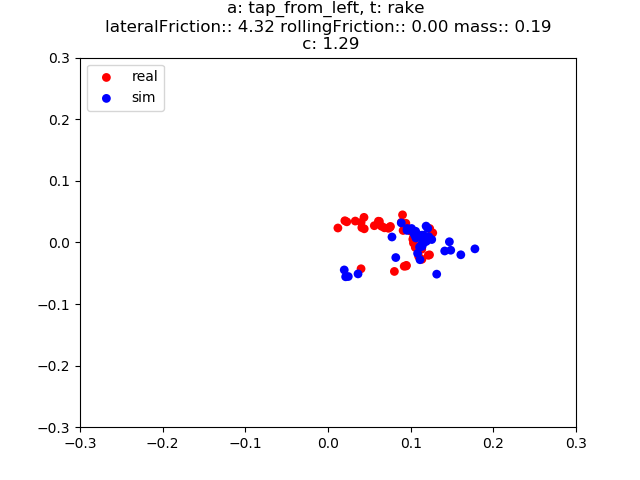 a: tap_from_left, t: rake
lateralFriction:: 4.32 rollingFriction:: 0.00 mass:: 0.19
c: 1.29
real
sim
0.3
0.2
0.1
0.0
−0.1
−0.2
−0.3
−0.3 −0.2 −0.1 0.0 0.1 0.2 0.3